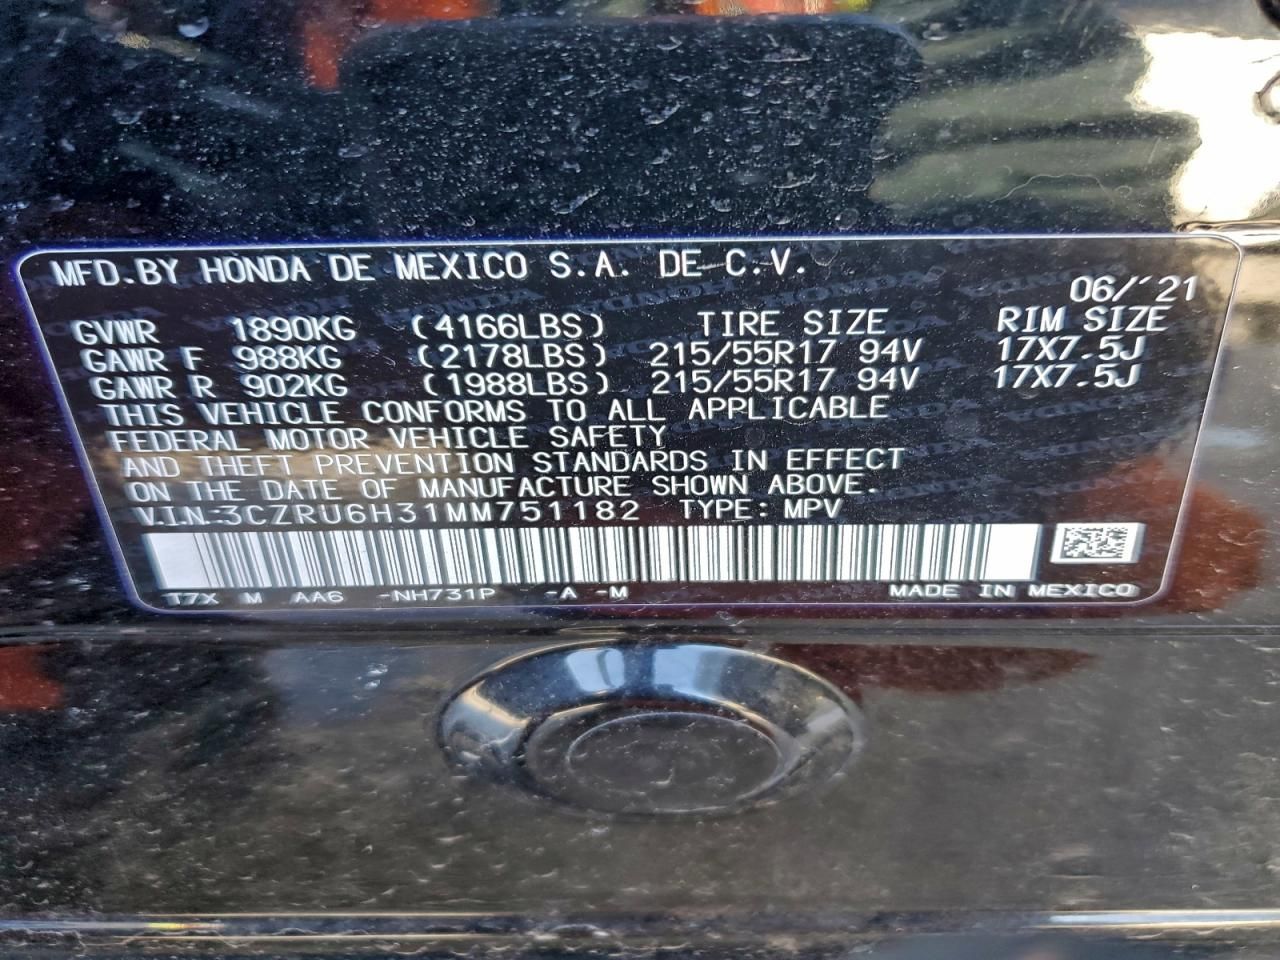 MFD.BY HONDA DE MEXICO S.A. DE C.V.
06/'21
GVWR 1890KG (4166LBS) TIRE SIZE RIM SIZE
GAWR F 988KG (2178LBS) 215/55R17 94V 17X7.5J
GAWR R 902KG (1988LBS) 215/55R17 94V 17X7.5J
THIS VEHICLE CONFORMS TO ALL APPLICABLE
FEDERAL MOTOR VEHICLE SAFETY
AND THEFT PREVENTION STANDARDS IN EFFECT
ON THE DATE OF MANUFACTURE SHOWN ABOVE.
V.I.N:3CZRU6H31MM751182 TYPE: MPV
T7X M AA6 -NH731P -A -M MADE IN MEXICO